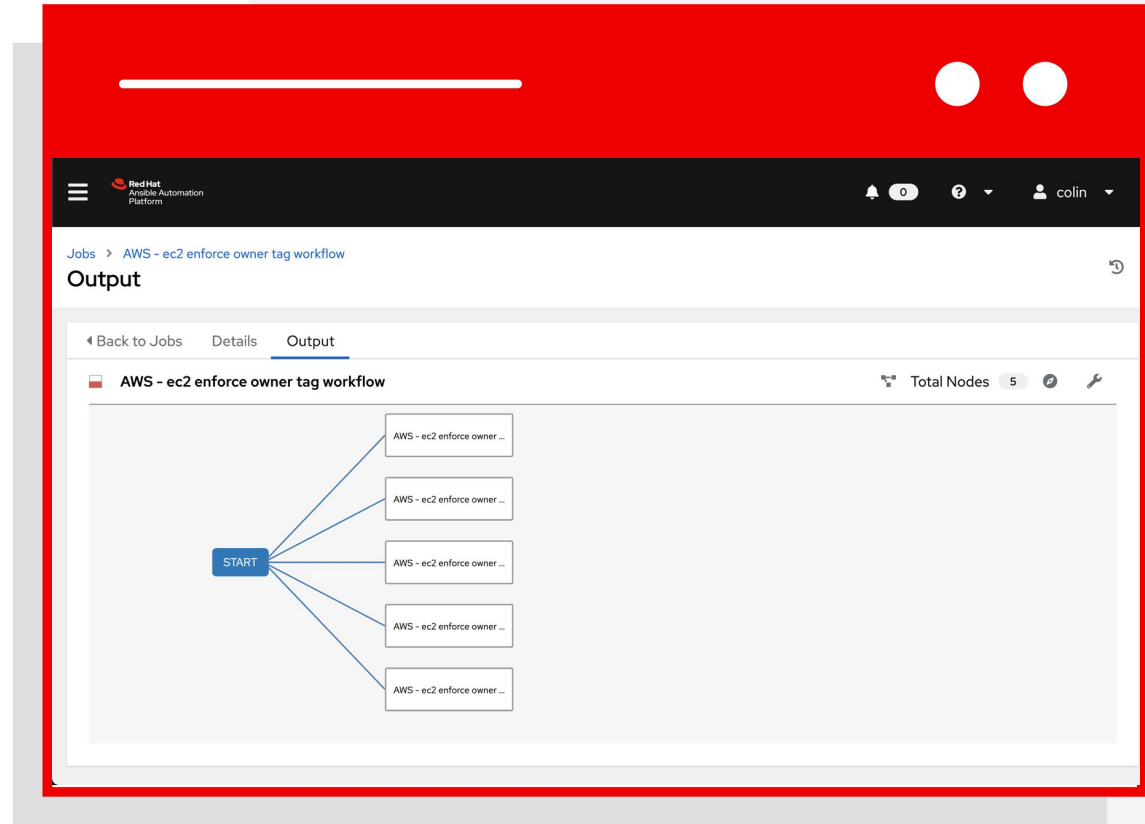 Red Hat
Ansible Automation
Platform
0
colin
Jobs > AWS - ec2 enforce owner tag workflow
Output
Back to Jobs Details Output
AWS - ec2 enforce owner tag workflow
Total Nodes 5
AWS - ec2 enforce owner ...
AWS - ec2 enforce owner ...
START
AWS - ec2 enforce owner ...
AWS - ec2 enforce owner ...
AWS - ec2 enforce owner ...